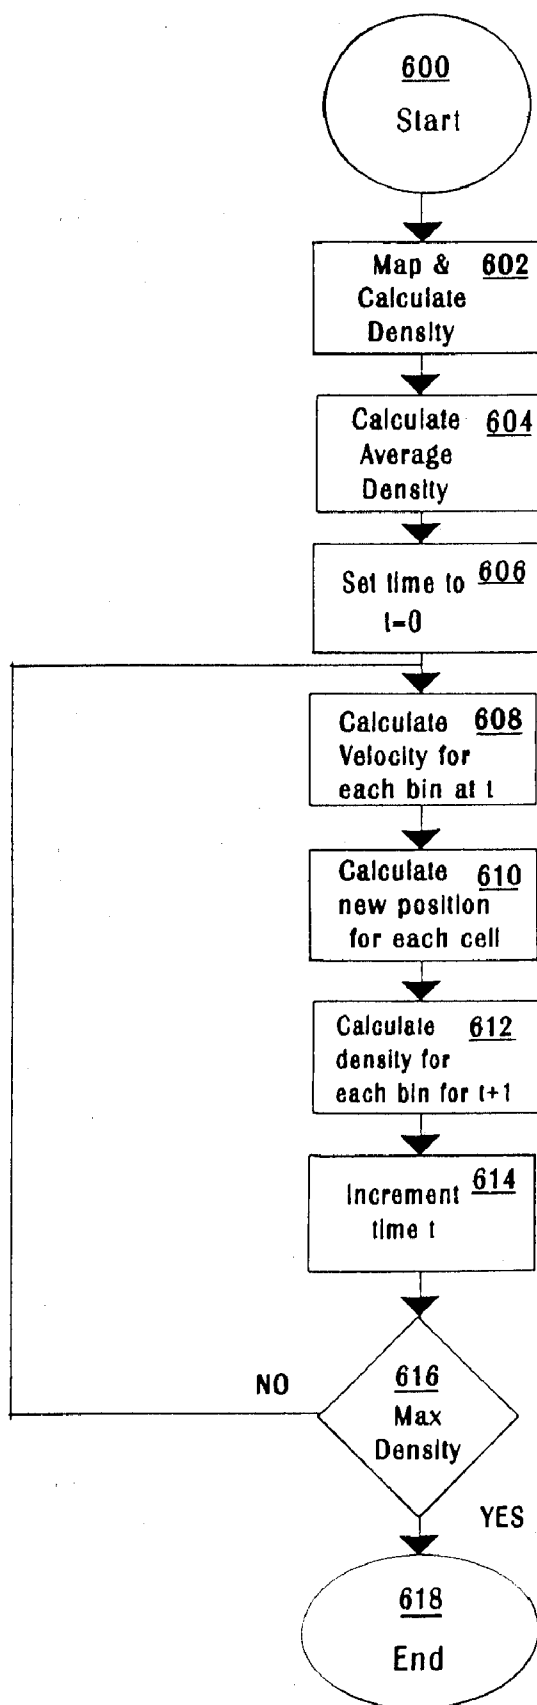 600
Start
Map & 602
Calculate
Density
Calculate 604
Average
Density
Set time to 606
t=0
Calculate 608
Velocity for
each bin at t
Calculate 610
new position
for each cell
Calculate 612
density for
each bin for t+1
Increment 614
time t
616
Max
Density
NO
YES
618
End